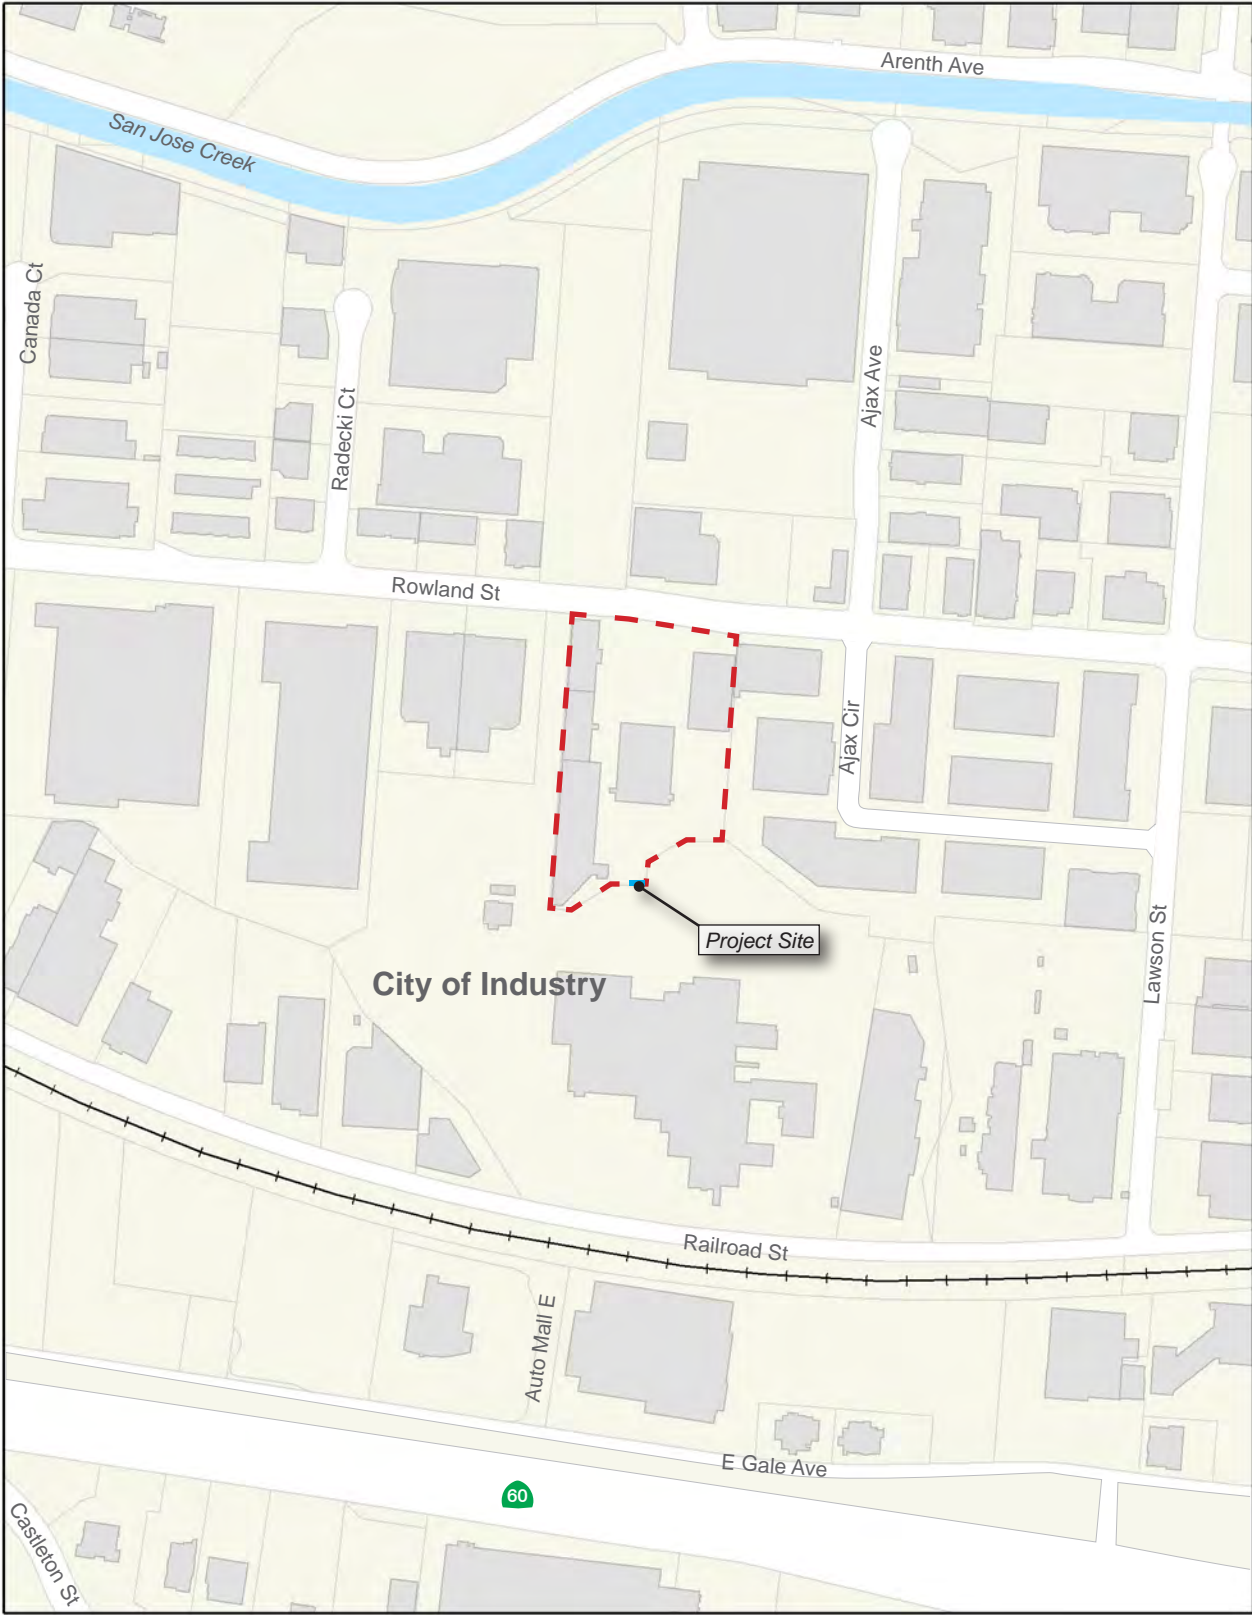 Arenth Ave
San Jose Creek
Canada Ct
Radecki Ct
Ajax Ave
Rowland St
Ajax Cir
Project Site
Lawson St
City of Industry
Railroad St
Auto Mall E
E Gale Ave
60
Castleton St